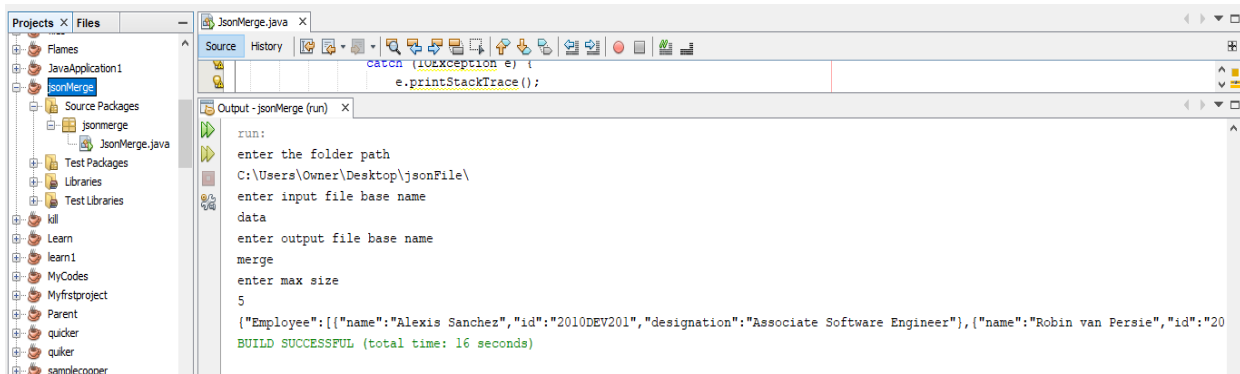 Projects × Files
Flames
JavaApplication1
jsonMerge
Source Packages
jsonmerge
JsonMerge.java
Test Packages
Libraries
Test Libraries
kill
Learn
learn1
MyCodes
Myfrstproject
Parent
quicker
quiker
samplecooper
JsonMerge.java ×
Source History
catch (IOException e) {
e.printStackTrace();
Output - jsonMerge (run) ×
run:
enter the folder path
C:\Users\Owner\Desktop\jsonFile\
enter input file base name
data
enter output file base name
merge
enter max size
5
{"Employee":[{"name":"Alexis Sanchez","id":"2010DEV201","designation":"Associate Software Engineer"},{"name":"Robin van Persie","id":"20
BUILD SUCCESSFUL (total time: 16 seconds)